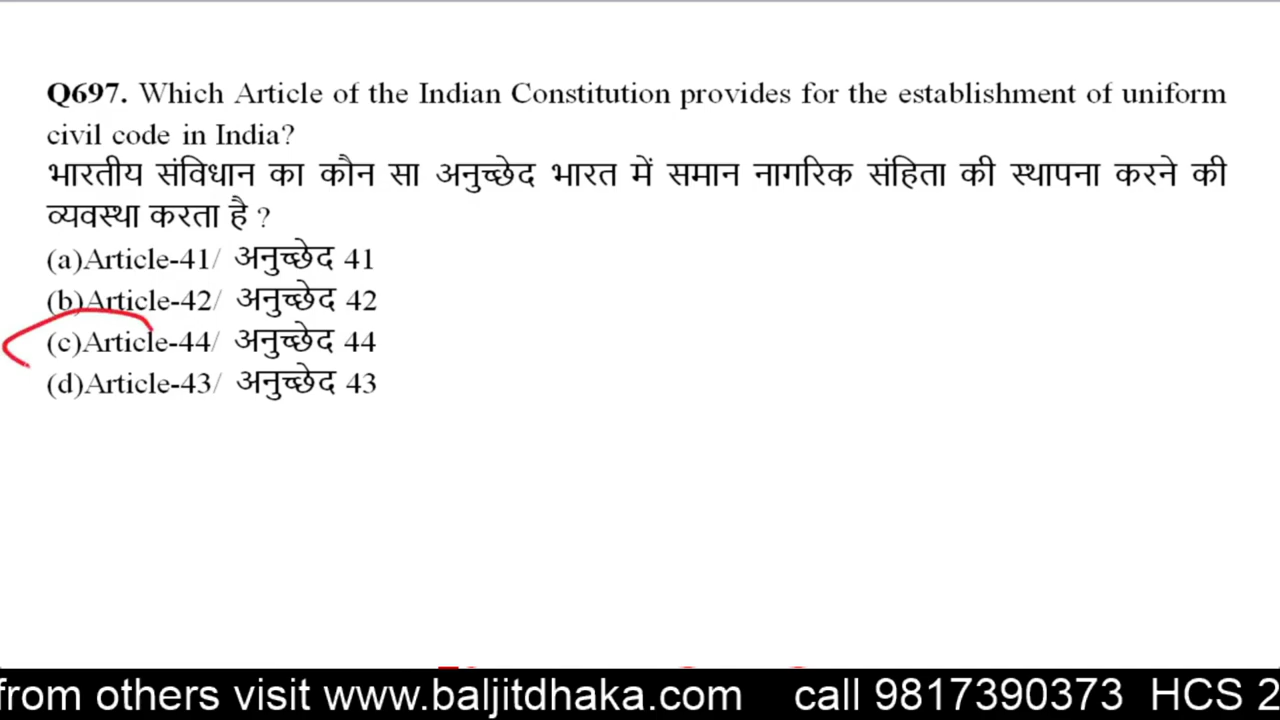 Q697. Which Article of the Indian Constitution provides for the establishment of uniform
civil code in India?
भारतीय संविधान का कौन सा अनुच्छेद भारत में समान नागरिक संहिता की स्थापना करने की
व्यवस्था करता है ?
(a)Article-41/ अनुच्छेद 41
(b)Article-42/ अनुच्छेद 42
(c)Article-44/ अनुच्छेद 44
(d)Article-43/ अनुच्छेद 43
from others visit www.baljitdhaka.com call 9817390373 HCS 2